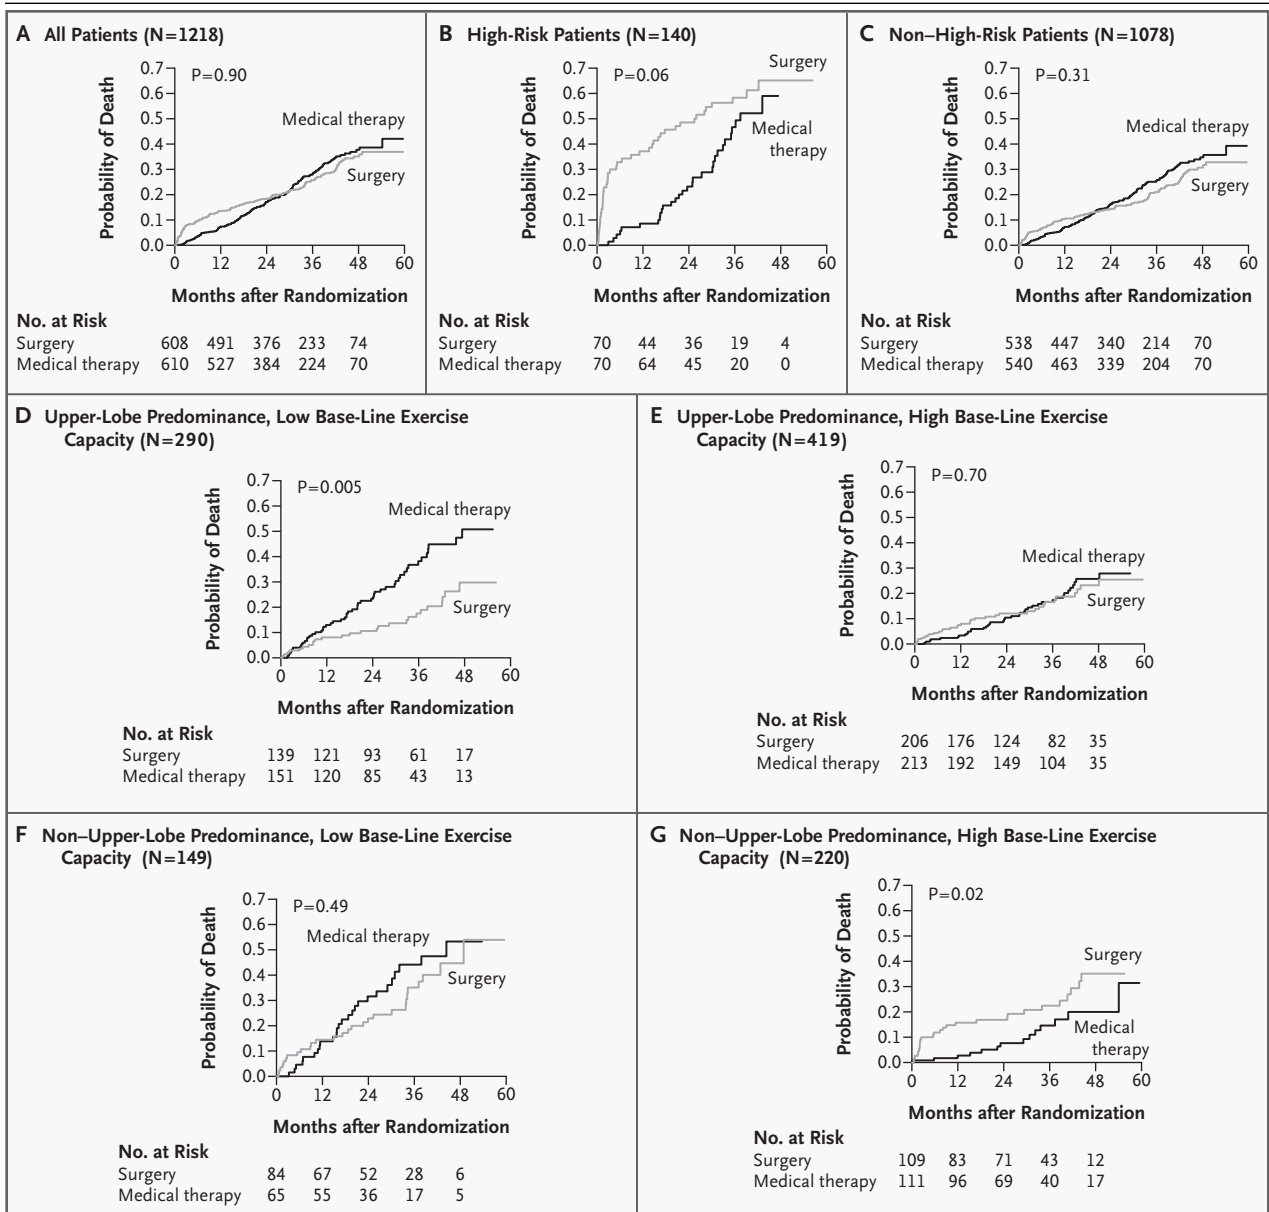 A All Patients (N=1218)
0.7
0.6
0.5
0.4
0.3
0.2
0.1
0.0
Probability of Death
P=0.90
Medical therapy
Surgery
0 12 24 36 48 60
Months after Randomization
No. at Risk
Surgery 608 491 376 233 74
Medical therapy 610 527 384 224 70
B High-Risk Patients (N=140)
0.7
0.6
0.5
0.4
0.3
0.2
0.1
0.0
Probability of Death
P=0.06
Surgery
Medical
therapy
0 12 24 36 48 60
Months after Randomization
No. at Risk
Surgery 70 44 36 19 4
Medical therapy 70 64 45 20 0
C Non–High-Risk Patients (N=1078)
0.7
0.6
0.5
0.4
0.3
0.2
0.1
0.0
Probability of Death
P=0.31
Medical therapy
Surgery
0 12 24 36 48 60
Months after Randomization
No. at Risk
Surgery 538 447 340 214 70
Medical therapy 540 463 339 204 70
D Upper-Lobe Predominance, Low Base-Line Exercise
Capacity (N=290)
0.7
0.6
0.5
0.4
0.3
0.2
0.1
0.0
Probability of Death
P=0.005
Medical therapy
Surgery
0 12 24 36 48 60
Months after Randomization
No. at Risk
Surgery 139 121 93 61 17
Medical therapy 151 120 85 43 13
E Upper-Lobe Predominance, High Base-Line Exercise
Capacity (N=419)
0.7
0.6
0.5
0.4
0.3
0.2
0.1
0.0
Probability of Death
P=0.70
Medical therapy
Surgery
0 12 24 36 48 60
Months after Randomization
No. at Risk
Surgery 206 176 124 82 35
Medical therapy 213 192 149 104 35
F Non–Upper-Lobe Predominance, Low Base-Line Exercise
Capacity (N=149)
0.7
0.6
0.5
0.4
0.3
0.2
0.1
0.0
Probability of Death
P=0.49
Medical therapy
Surgery
0 12 24 36 48 60
Months after Randomization
No. at Risk
Surgery 84 67 52 28 6
Medical therapy 65 55 36 17 5
G Non–Upper-Lobe Predominance, High Base-Line Exercise
Capacity (N=220)
0.7
0.6
0.5
0.4
0.3
0.2
0.1
0.0
Probability of Death
P=0.02
Surgery
Medical
therapy
0 12 24 36 48 60
Months after Randomization
No. at Risk
Surgery 109 83 71 43 12
Medical therapy 111 96 69 40 17